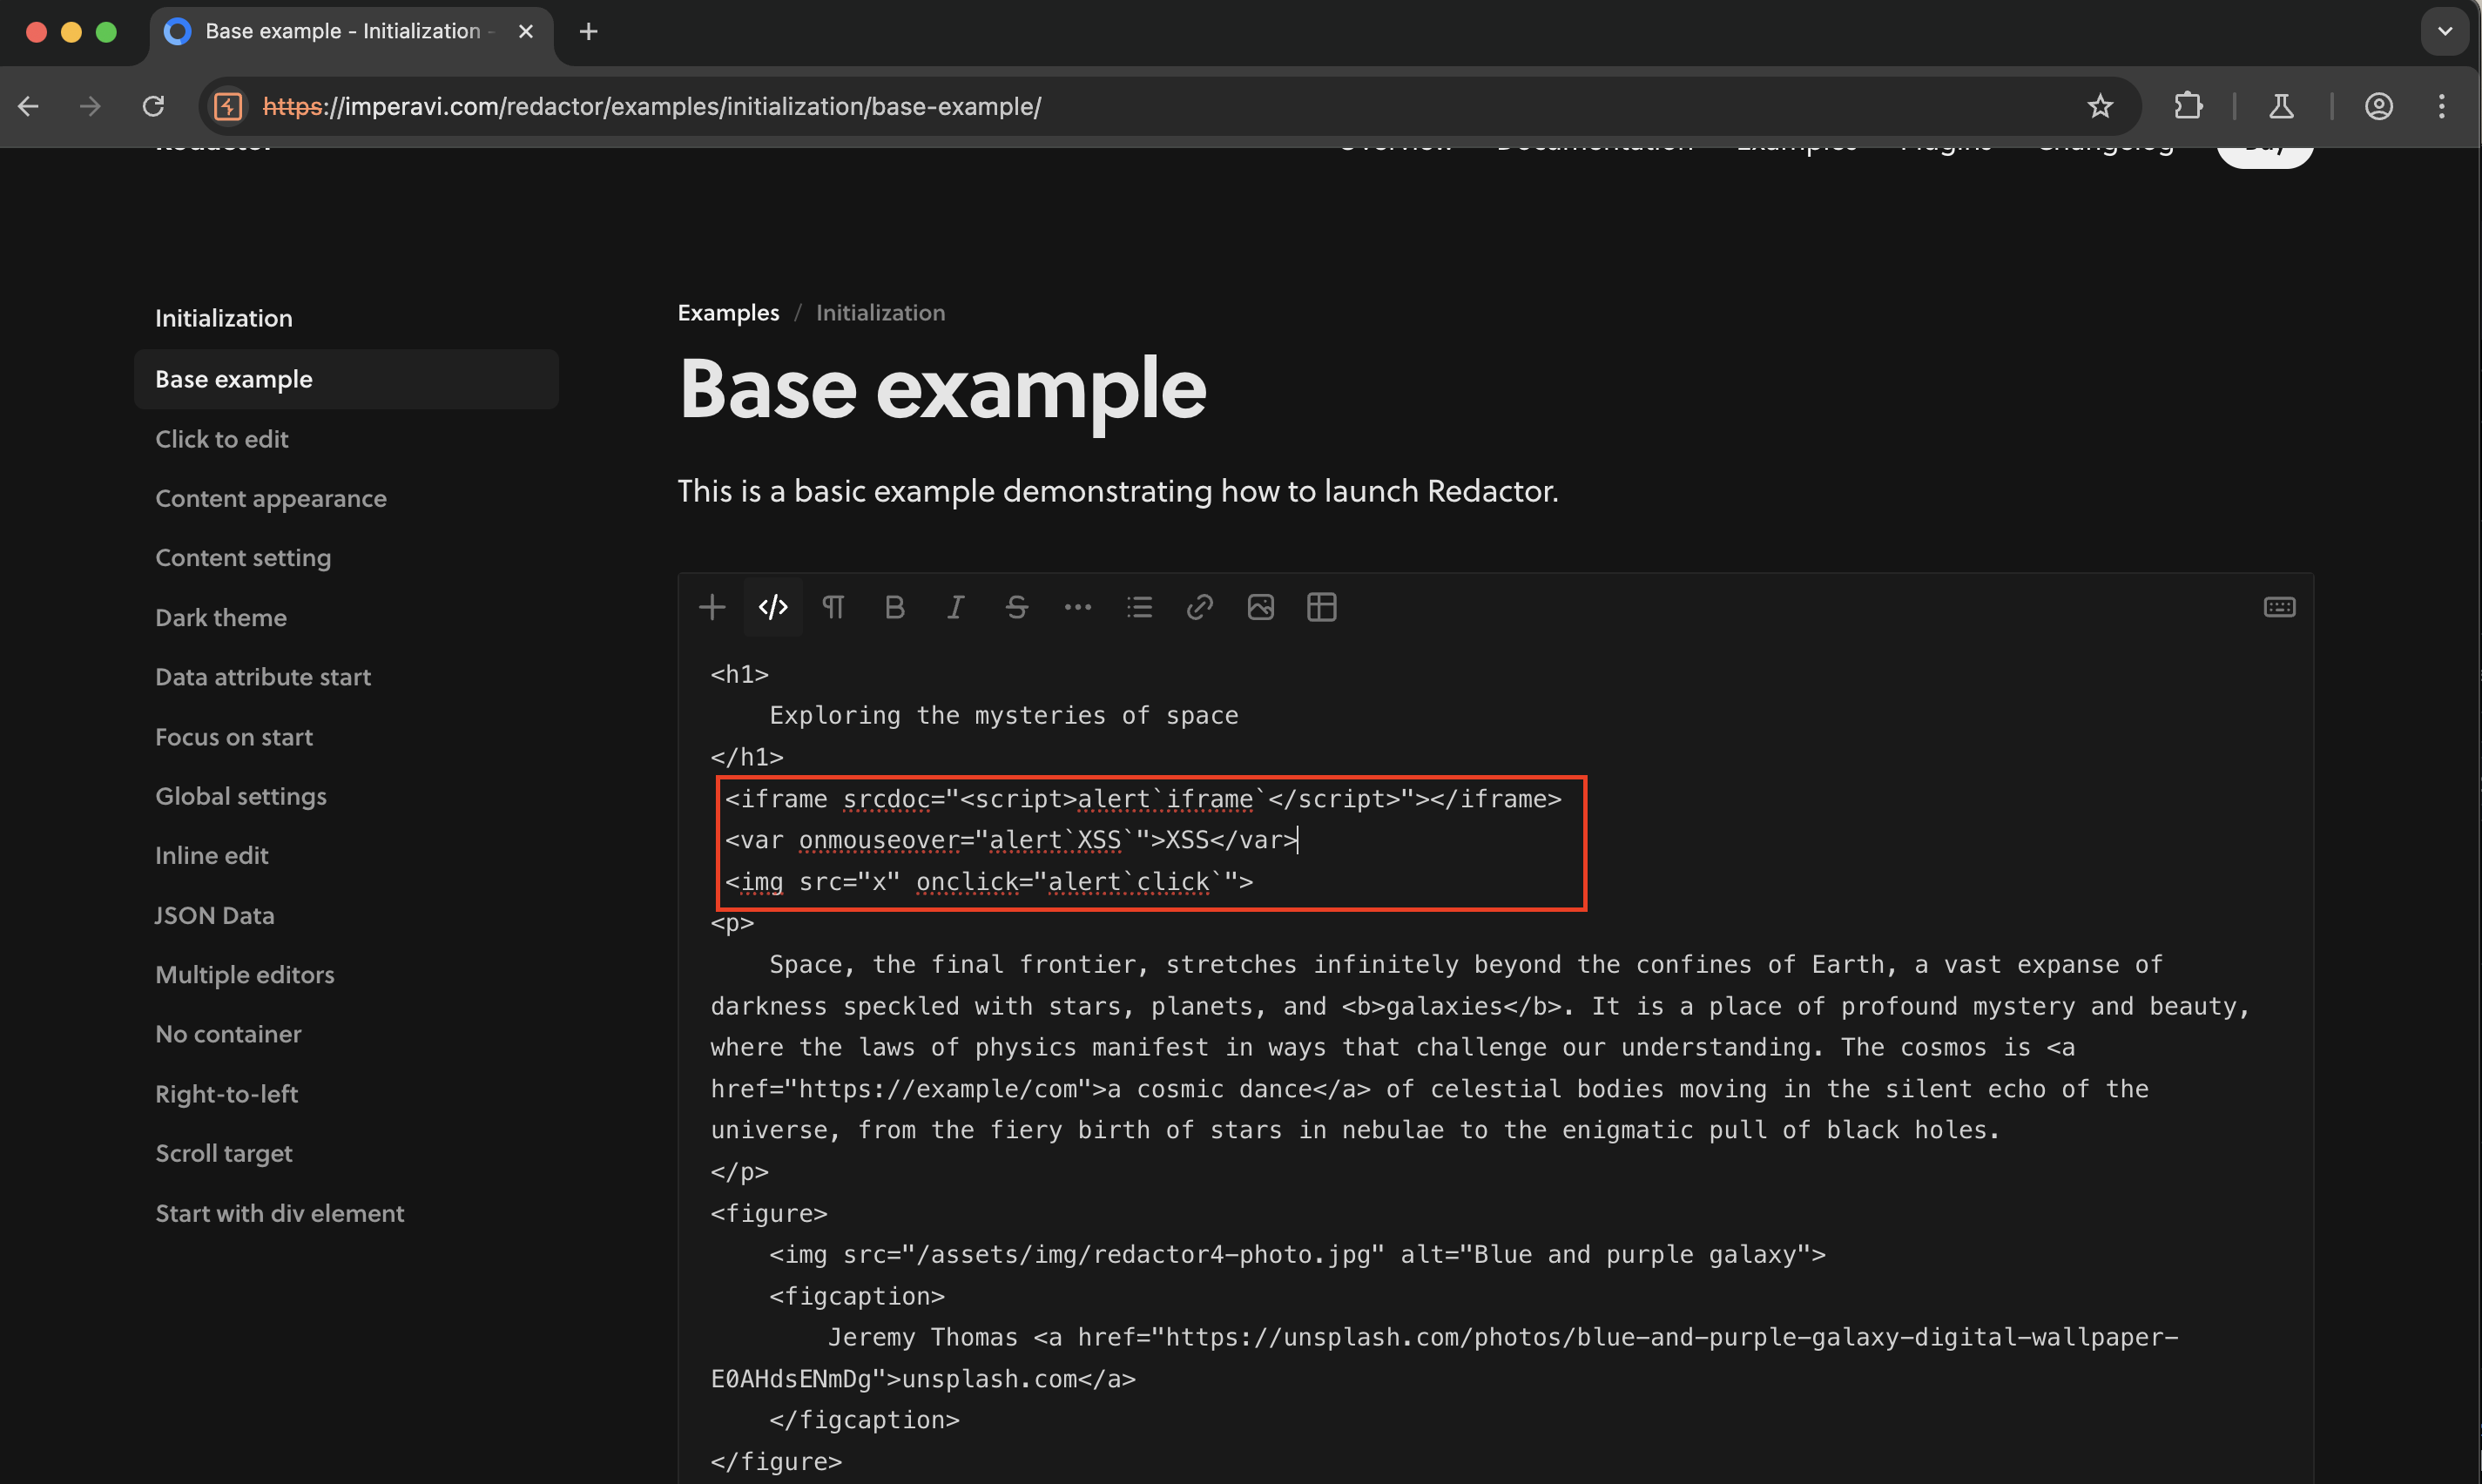 Base example - Initialization -
https://imperavi.com/redactor/examples/initialization/base-example/
Redactor
Overview Documentation Examples Plugins Changelog Buy
Initialization
Base example
Click to edit
Content appearance
Content setting
Dark theme
Data attribute start
Focus on start
Global settings
Inline edit
JSON Data
Multiple editors
No container
Right-to-left
Scroll target
Start with div element
Examples / Initialization
Base example
This is a basic example demonstrating how to launch Redactor.
<h1>
    Exploring the mysteries of space
</h1>
<iframe srcdoc="<script>alert`iframe`</script>"></iframe>
<var onmouseover="alert`XSS`">XSS</var>
<img src="x" onclick="alert`click`">
<p>
    Space, the final frontier, stretches infinitely beyond the confines of Earth, a vast expanse of
darkness speckled with stars, planets, and <b>galaxies</b>. It is a place of profound mystery and beauty,
where the laws of physics manifest in ways that challenge our understanding. The cosmos is <a
href="https://example/com">a cosmic dance</a> of celestial bodies moving in the silent echo of the
universe, from the fiery birth of stars in nebulae to the enigmatic pull of black holes.
</p>
<figure>
    <img src="/assets/img/redactor4-photo.jpg" alt="Blue and purple galaxy">
    <figcaption>
        Jeremy Thomas <a href="https://unsplash.com/photos/blue-and-purple-galaxy-digital-wallpaper-
E0AHdsENmDg">unsplash.com</a>
    </figcaption>
</figure>